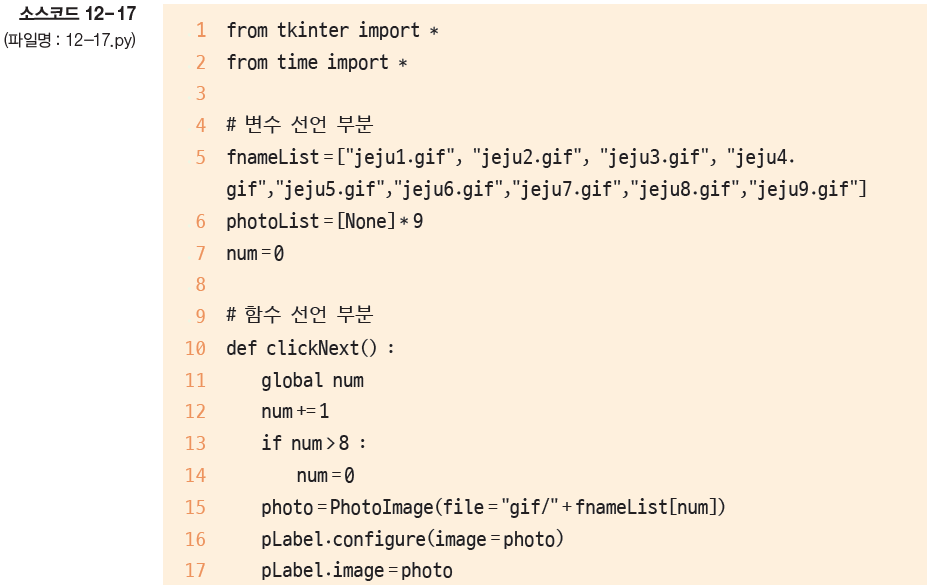 소스코드 12-17
(파일명 : 12-17.py)
1 from tkinter import *
2 from time import *
3
4 # 변수 선언 부분
5 fnameList=["jeju1.gif", "jeju2.gif", "jeju3.gif", "jeju4.
gif","jeju5.gif","jeju6.gif","jeju7.gif","jeju8.gif","jeju9.gif"]
6 photoList=[None]*9
7 num=0
8
9 # 함수 선언 부분
10 def clickNext() :
11     global num
12     num+=1
13     if num>8 :
14         num=0
15     photo=PhotoImage(file="gif/"+fnameList[num])
16     pLabel.configure(image=photo)
17     pLabel.image=photo